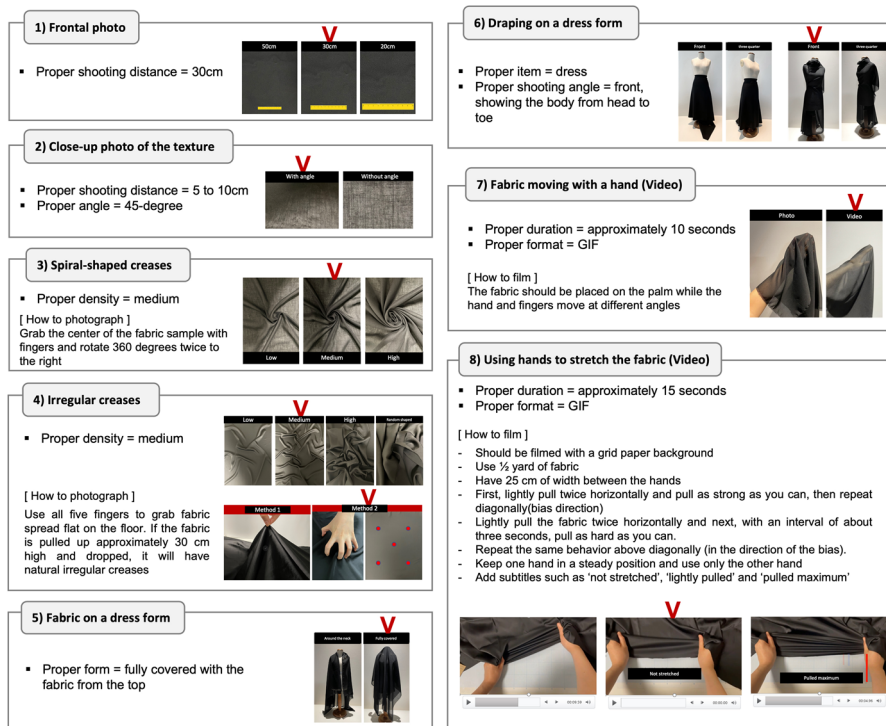 1) Frontal photo
▪ Proper shooting distance = 30cm
50cm
30cm
20cm
2) Close-up photo of the texture
▪ Proper shooting distance = 5 to 10cm
▪ Proper angle = 45-degree
With angle
Without angle
3) Spiral-shaped creases
▪ Proper density = medium
[ How to photograph ]
Grab the center of the fabric sample with
fingers and rotate 360 degrees twice to
the right
Low
Medium
High
4) Irregular creases
▪ Proper density = medium
Low
Medium
High
Random shaped
[ How to photograph ]
Use all five fingers to grab fabric
spread flat on the floor. If the fabric
is pulled up approximately 30 cm
high and dropped, it will have
natural irregular creases
Method 1
Method 2
5) Fabric on a dress form
▪ Proper form = fully covered with the
fabric from the top
Around the neck
Fully covered
6) Draping on a dress form
▪ Proper item = dress
▪ Proper shooting angle = front,
showing the body from head to
toe
Front
three quarter
Front
three quarter
7) Fabric moving with a hand (Video)
▪ Proper duration = approximately 10 seconds
▪ Proper format = GIF
[ How to film ]
The fabric should be placed on the palm while the
hand and fingers move at different angles
Photo
Video
8) Using hands to stretch the fabric (Video)
▪ Proper duration = approximately 15 seconds
▪ Proper format = GIF
[ How to film ]
- Should be filmed with a grid paper background
- Use ½ yard of fabric
- Have 25 cm of width between the hands
- First, lightly pull twice horizontally and pull as strong as you can, then repeat
diagonally(bias direction)
- Lightly pull the fabric twice horizontally and next, with an interval of about
three seconds, pull as hard as you can.
- Repeat the same behavior above diagonally (in the direction of the bias).
- Keep one hand in a steady position and use only the other hand
- Add subtitles such as 'not stretched', 'lightly pulled' and 'pulled maximum'
Not stretched
Pulled maximum